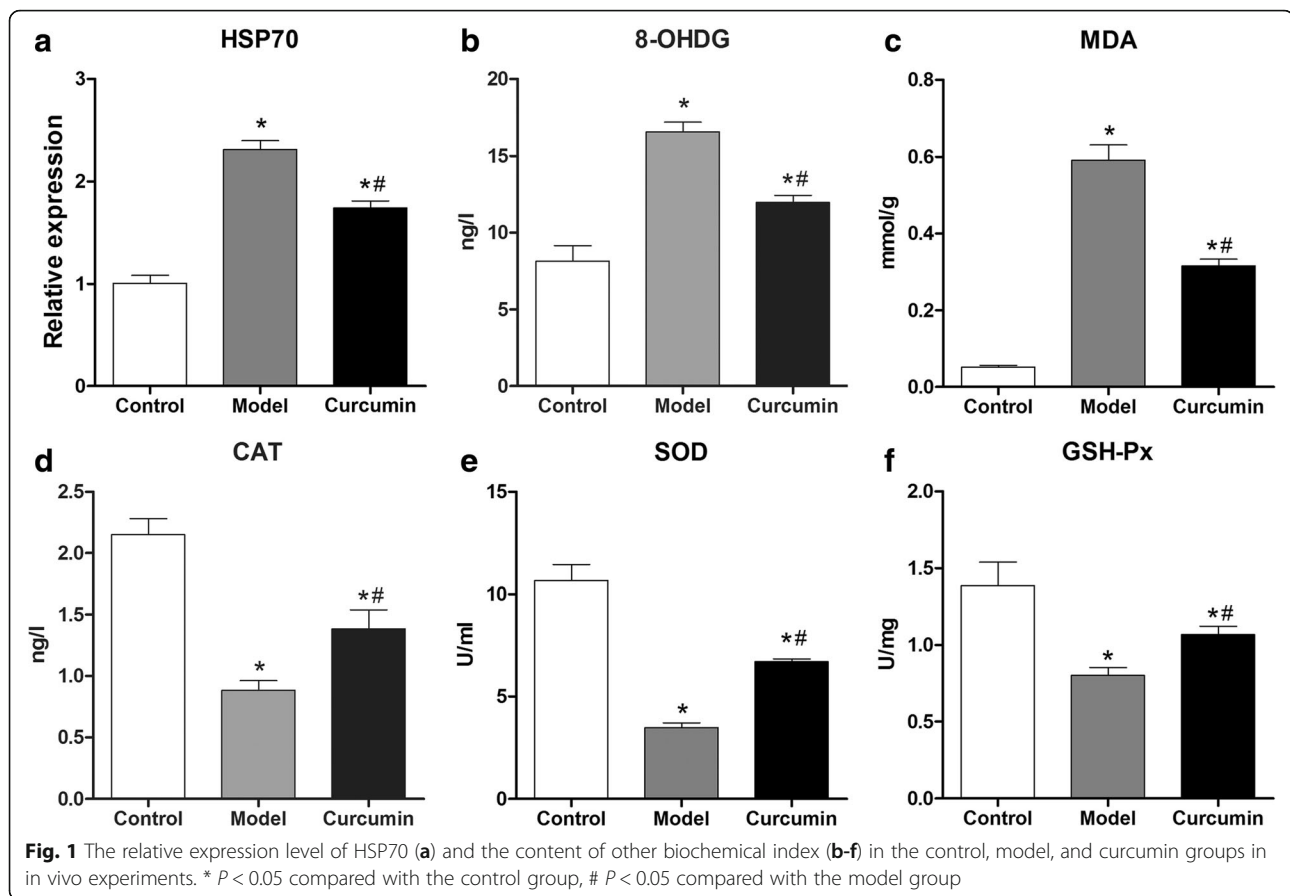 a HSP70
Relative expression
3
2
1
0
*
*#
Control Model Curcumin
b 8-OHDG
ng/l
20
15
10
5
0
*
*#
Control Model Curcumin
c MDA
mmol/g
0.8
0.6
0.4
0.2
0.0
*
*#
Control Model Curcumin
d CAT
ng/l
2.5
2.0
1.5
1.0
0.5
0.0
*
*#
Control Model Curcumin
e SOD
U/ml
15
10
5
0
*
*#
Control Model Curcumin
f GSH-Px
U/mg
2.0
1.5
1.0
0.5
0.0
*
*#
Control Model Curcumin
Fig. 1 The relative expression level of HSP70 (a) and the content of other biochemical index (b-f) in the control, model, and curcumin groups in
in vivo experiments. * P < 0.05 compared with the control group, # P < 0.05 compared with the model group